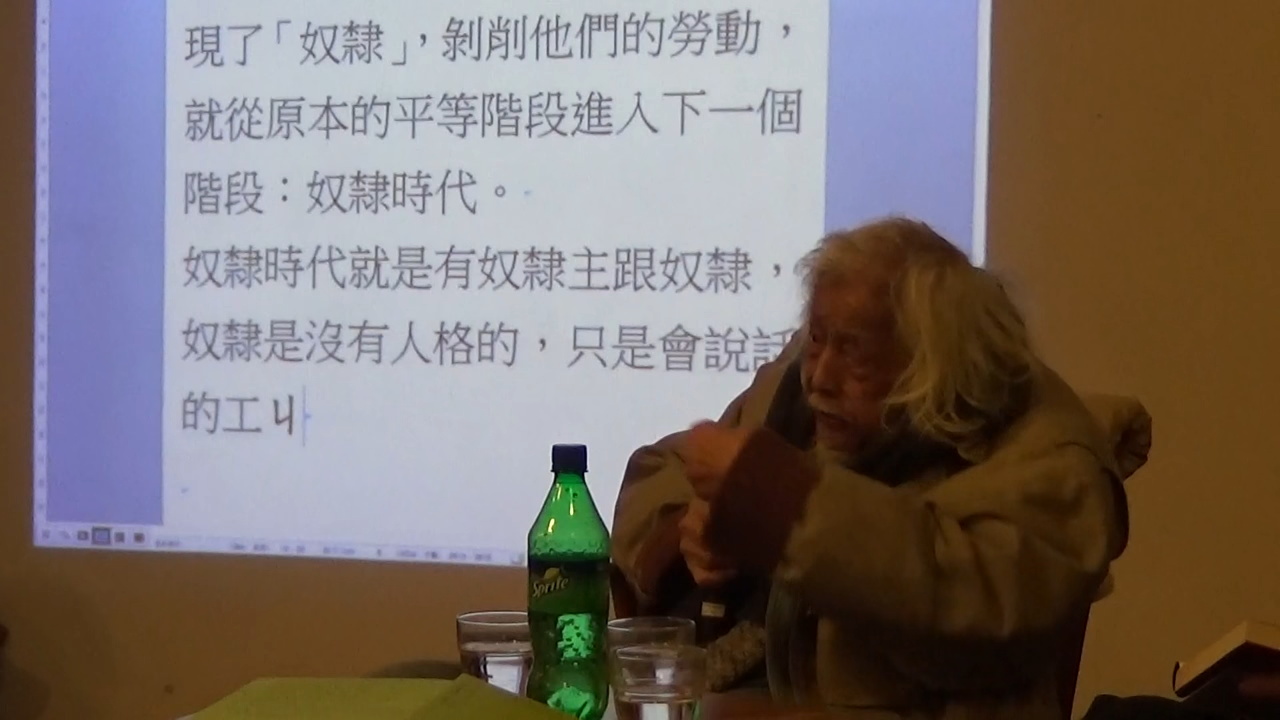 現了「奴隸」，剝削他們的勞動，
就從原本的平等階段進入下一個
階段：奴隸時代。
奴隸時代就是有奴隸主跟奴隸，
奴隸是沒有人格的，只是會說話
的工ㄐ
Sprite